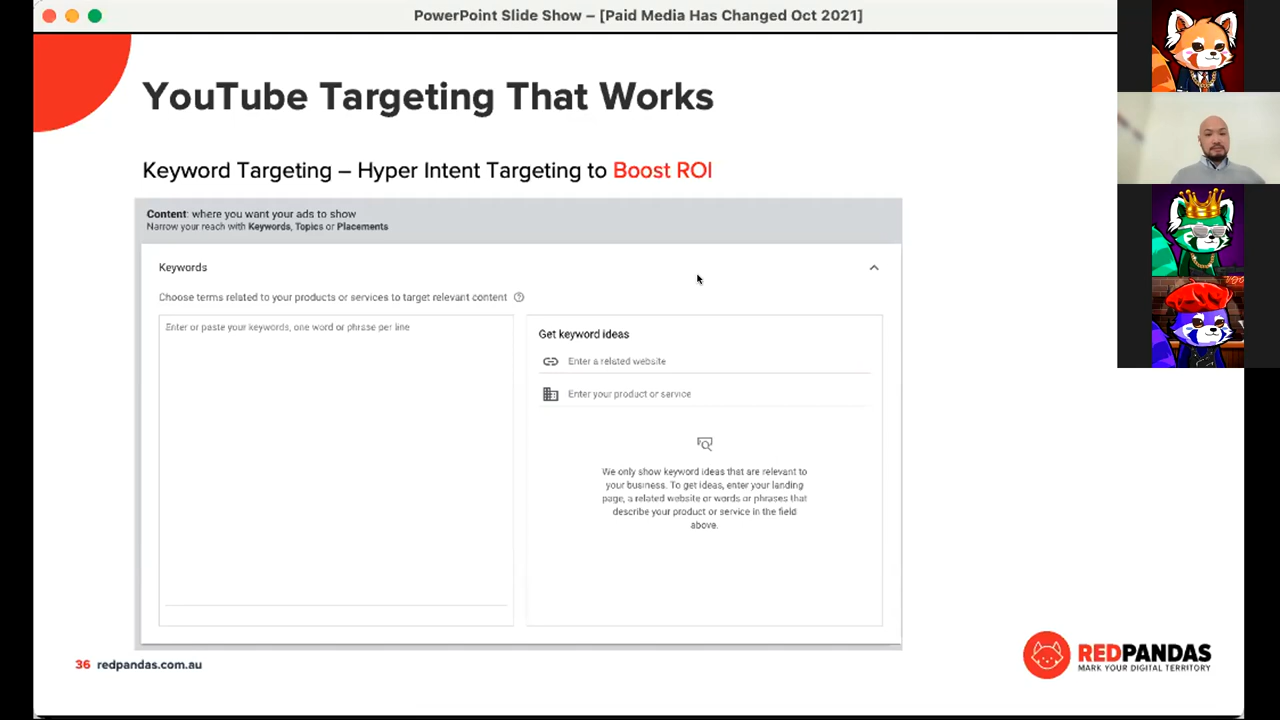 PowerPoint Slide Show – [Paid Media Has Changed Oct 2021]
YouTube Targeting That Works
Keyword Targeting – Hyper Intent Targeting to Boost ROI
Content: where you want your ads to show
Narrow your reach with Keywords, Topics or Placements
Keywords
Choose terms related to your products or services to target relevant content
Enter or paste your keywords, one word or phrase per line
Get keyword ideas
Enter a related website
Enter your product or service
We only show keyword ideas that are relevant to
your business. To get ideas, enter your landing
page, a related website or words or phrases that
describe your product or service in the field
above.
36 redpandas.com.au
REDPANDAS
MARK YOUR DIGITAL TERRITORY